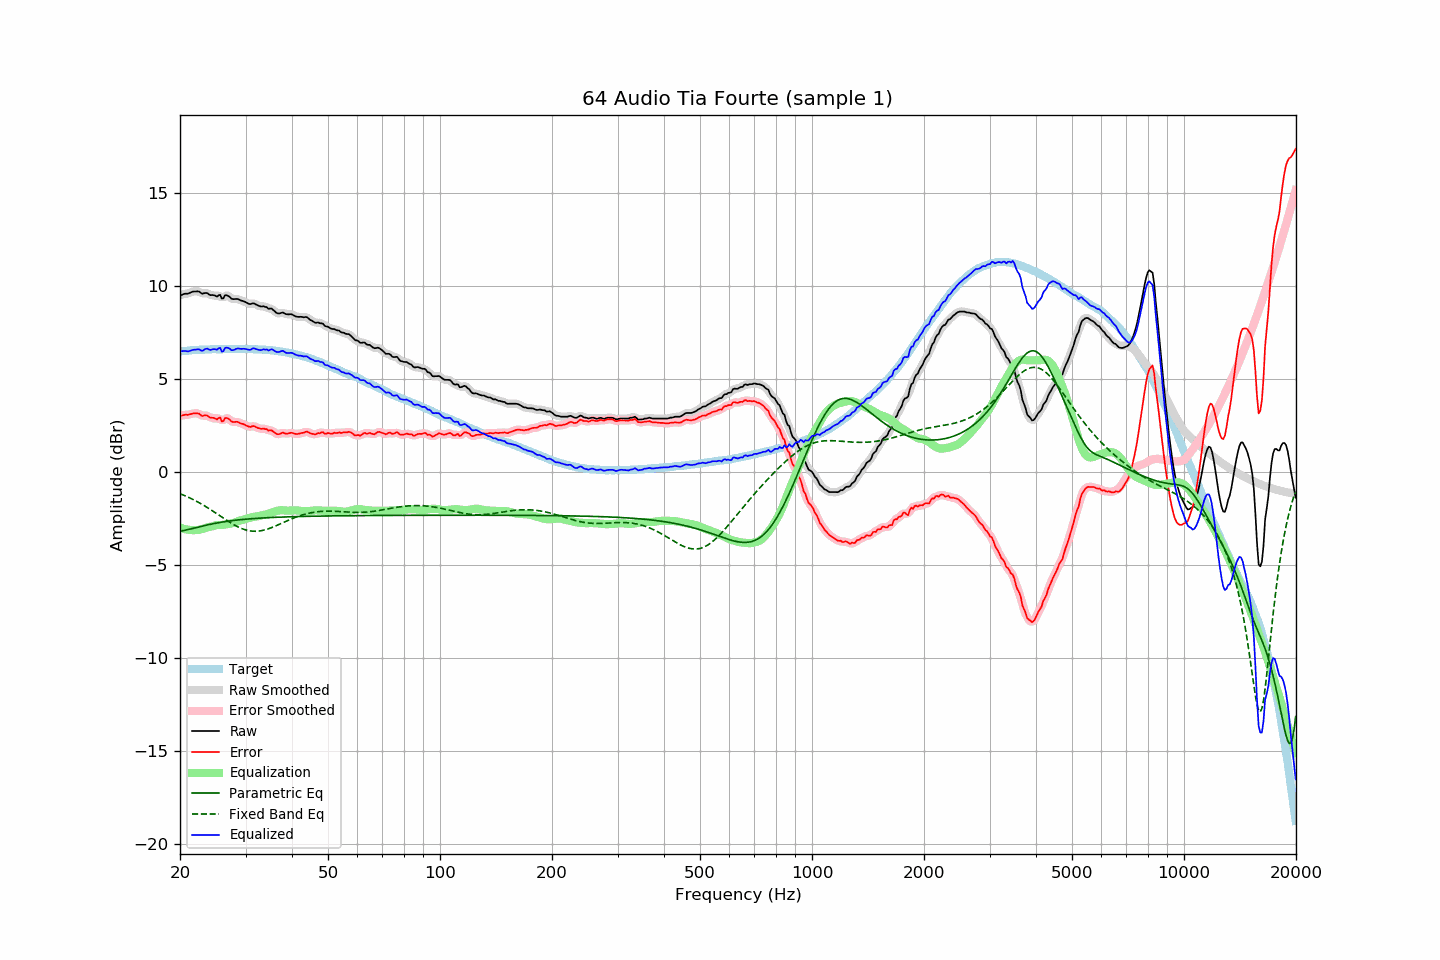 64 Audio Tia Fourte (sample 1)
Amplitude (dBr)
15
10
5
0
−5
−10
−15
−20
Target
Raw Smoothed
Error Smoothed
Raw
Error
Equalization
Parametric Eq
Fixed Band Eq
Equalized
20 50 100 200 500 1000 2000 5000 10000 20000
Frequency (Hz)